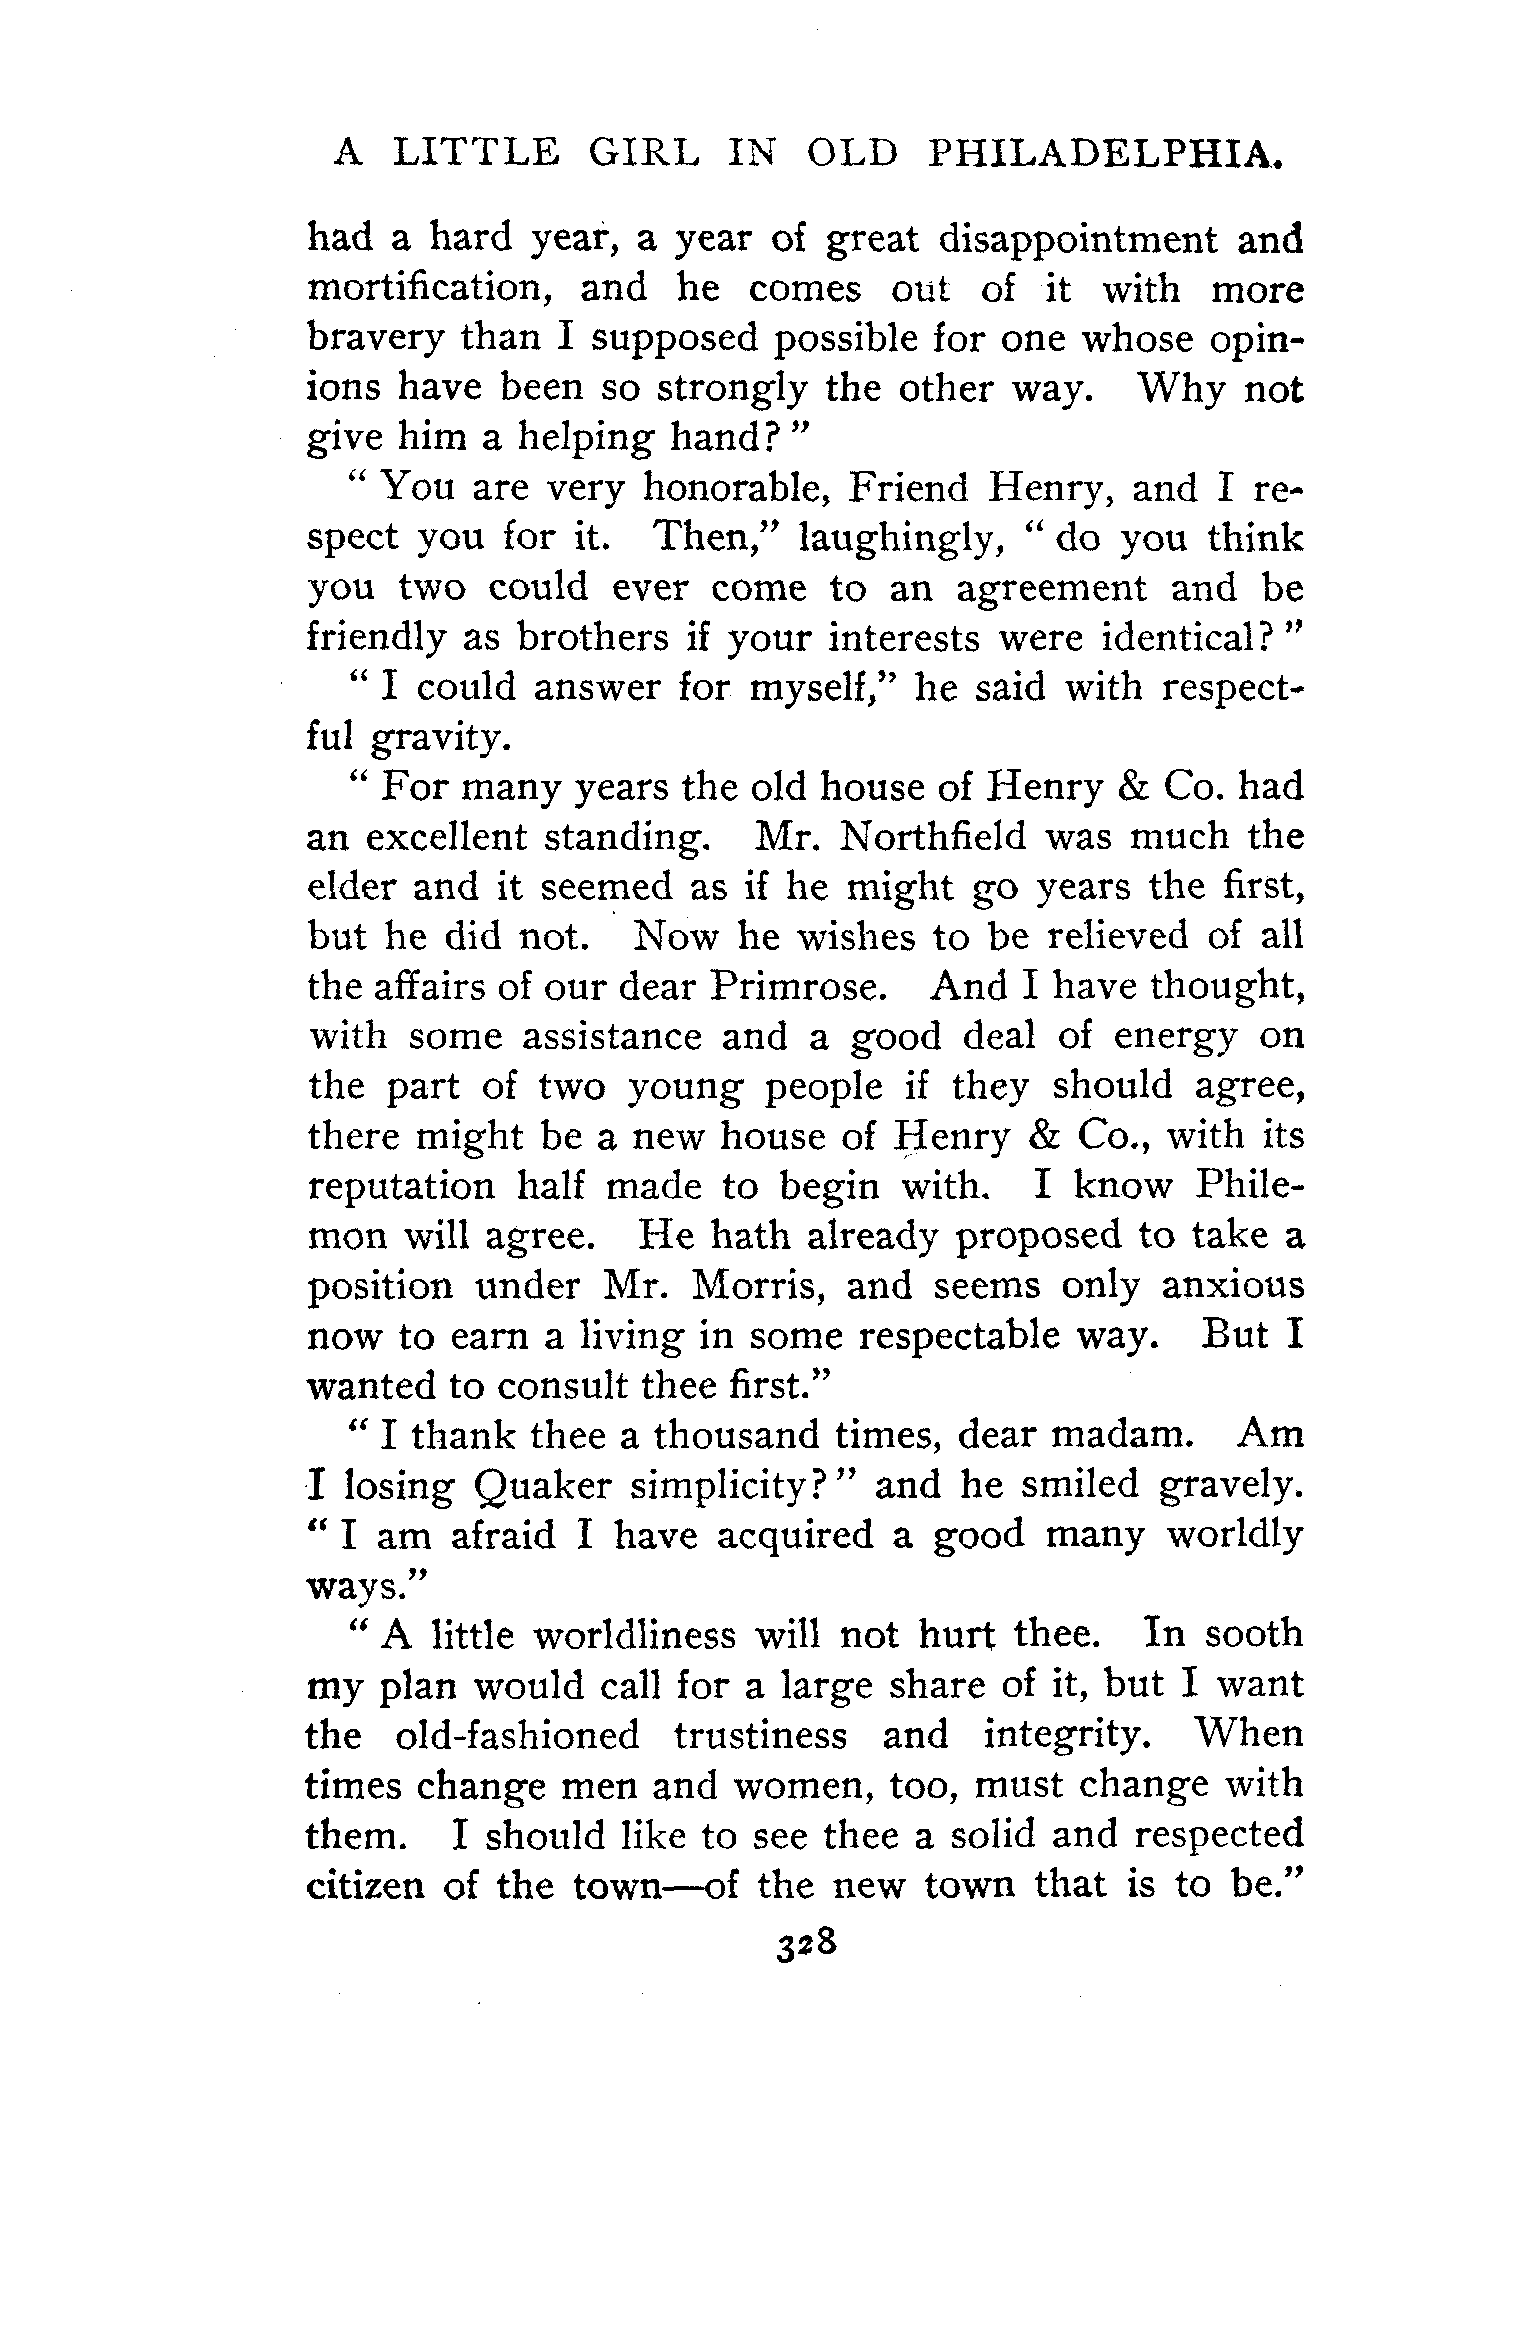 A LITTLE GIRL IN OLD PHILADELPHIA.
had a hard year, a year of great disappointment and
mortification, and he comes out of it with more
bravery than I supposed possible for one whose opin-
ions have been so strongly the other way. Why not
give him a helping hand?"
"You are very honorable, Friend Henry, and I re-
spect you for it. Then," laughingly, "do you think
you two could ever come to an agreement and be
friendly as brothers if your interests were identical?"
"I could answer for myself," he said with respect-
ful gravity.
"For many years the old house of Henry & Co. had
an excellent standing. Mr. Northfield was much the
elder and it seemed as if he might go years the first,
but he did not. Now he wishes to be relieved of all
the affairs of our dear Primrose. And I have thought,
with some assistance and a good deal of energy on
the part of two young people if they should agree,
there might be a new house of Henry & Co., with its
reputation half made to begin with. I know Phile-
mon will agree. He hath already proposed to take a
position under Mr. Morris, and seems only anxious
now to earn a living in some respectable way. But I
wanted to consult thee first."
"I thank thee a thousand times, dear madam. Am
I losing Quaker simplicity?" and he smiled gravely.
"I am afraid I have acquired a good many worldly
ways."
"A little worldliness will not hurt thee. In sooth
my plan would call for a large share of it, but I want
the old-fashioned trustiness and integrity. When
times change men and women, too, must change with
them. I should like to see thee a solid and respected
citizen of the town—of the new town that is to be."
328